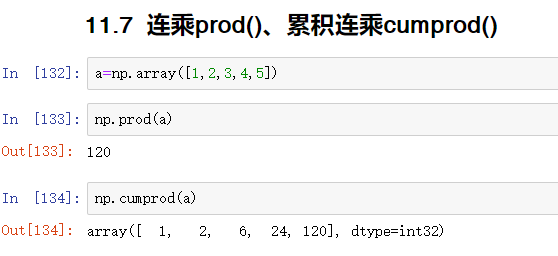 11.7 连乘prod()、累积连乘cumprod()
In [132]: a=np.array([1,2,3,4,5])
In [133]: np.prod(a)
Out[133]: 120
In [134]: np.cumprod(a)
Out[134]: array([  1,   2,   6,  24, 120], dtype=int32)